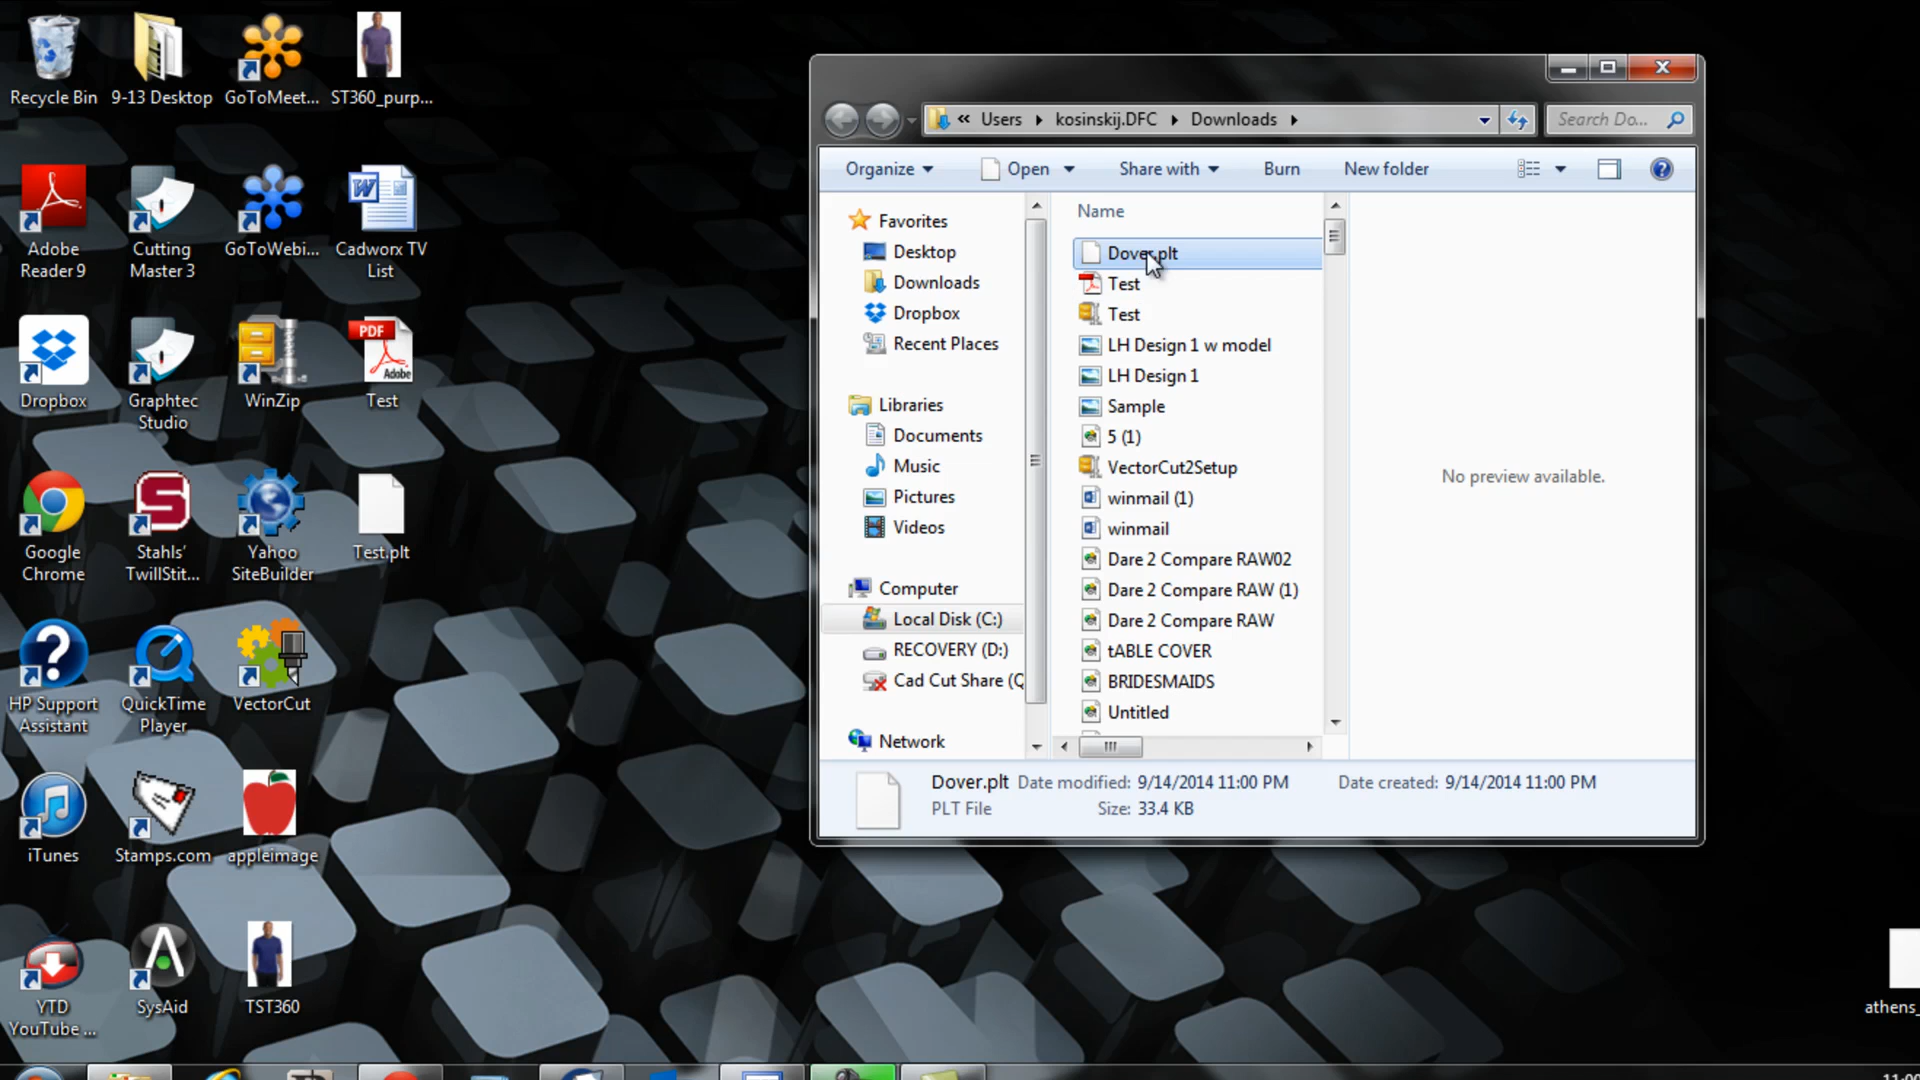 Recycle Bin
9-13 Desktop
GoToMeet...
ST360_purp...
Adobe
Reader 9
Cutting
Master 3
GoToWebi...
Cadworx TV
List
Dropbox
Graphtec
Studio
WinZip
PDF
Adobe
Test
Google
Chrome
Stahls'
TwillStit...
Yahoo
SiteBuilder
Test.plt
HP Support
Assistant
QuickTime
Player
VectorCut
iTunes
Stamps.com
appleimage
YTD
YouTube ...
SysAid
TST360
athens_
« Users ▸ kosinskij.DFC ▸ Downloads ▸
Search Do...
Organize
Open
Share with
Burn
New folder
Favorites
Desktop
Downloads
Dropbox
Recent Places
Libraries
Documents
Music
Pictures
Videos
Computer
Local Disk (C:)
RECOVERY (D:)
Cad Cut Share (Q
Network
Name
Dover.plt
Test
Test
LH Design 1 w model
LH Design 1
Sample
5 (1)
VectorCut2Setup
winmail (1)
winmail
Dare 2 Compare RAW02
Dare 2 Compare RAW (1)
Dare 2 Compare RAW
tABLE COVER
BRIDESMAIDS
Untitled
No preview available.
Dover.plt Date modified: 9/14/2014 11:00 PM Date created: 9/14/2014 11:00 PM
PLT File Size: 33.4 KB